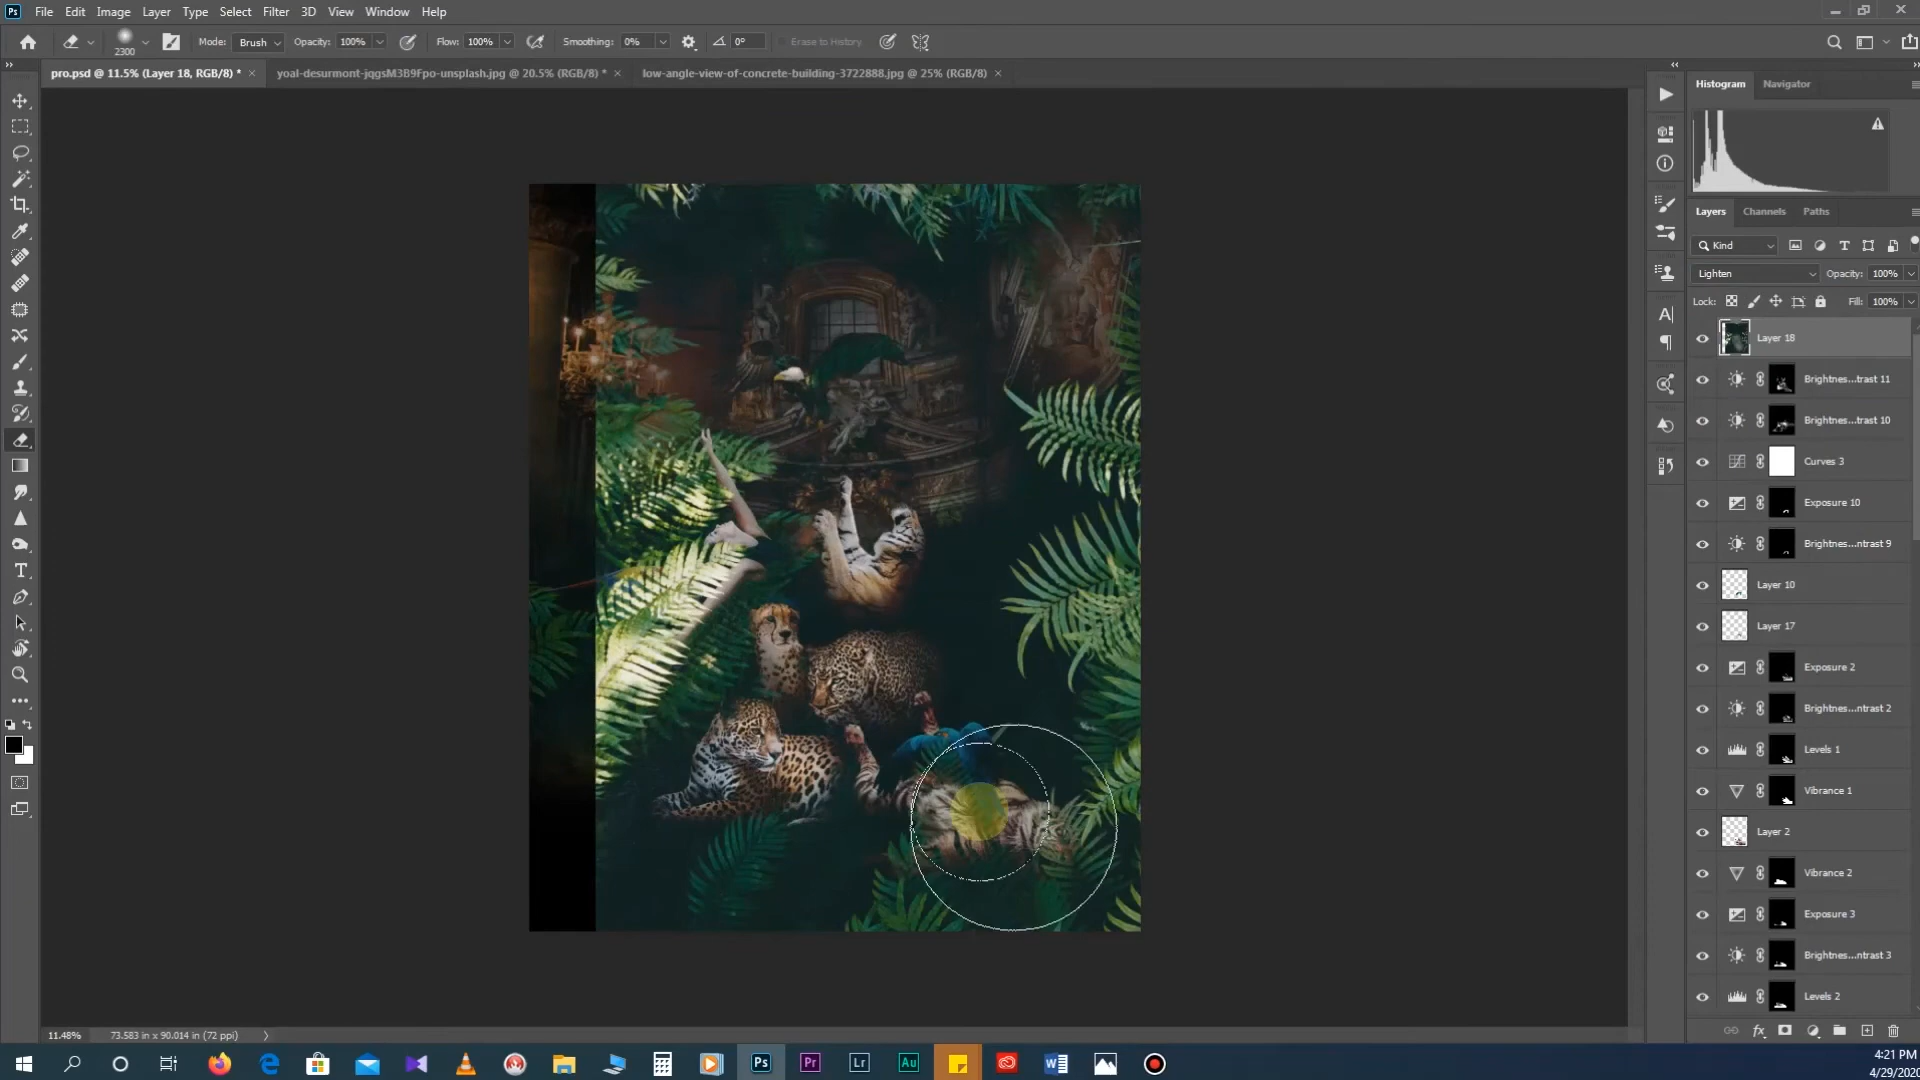 Ps File Edit Image Layer Type Select Filter 3D View Window Help
2300 Mode: Brush Opacity: 100% Flow: 100% Smoothing: 0% 0° Erase to History
pro.psd @ 11.5% (Layer 18, RGB/8) * × yoal-desurmont-jqgsM3B9Fpo-unsplash.jpg @ 20.5% (RGB/8) * × low-angle-view-of-concrete-building-3722888.jpg @ 25% (RGB/8) ×
Histogram Navigator
Layers Channels Paths
Kind
Lighten Opacity: 100%
Lock: Fill: 100%
Layer 18
Brightnes...trast 11
Brightnes...trast 10
Curves 3
Exposure 10
Brightnes...ntrast 9
Layer 10
Layer 17
Exposure 2
Brightnes...ntrast 2
Levels 1
Vibrance 1
Layer 2
Vibrance 2
Exposure 3
Brightnes...ntrast 3
Levels 2
11.48% 73.583 in x 90.014 in (72 ppi)
Ps Pr Lr Au
4:21 PM
4/29/2020